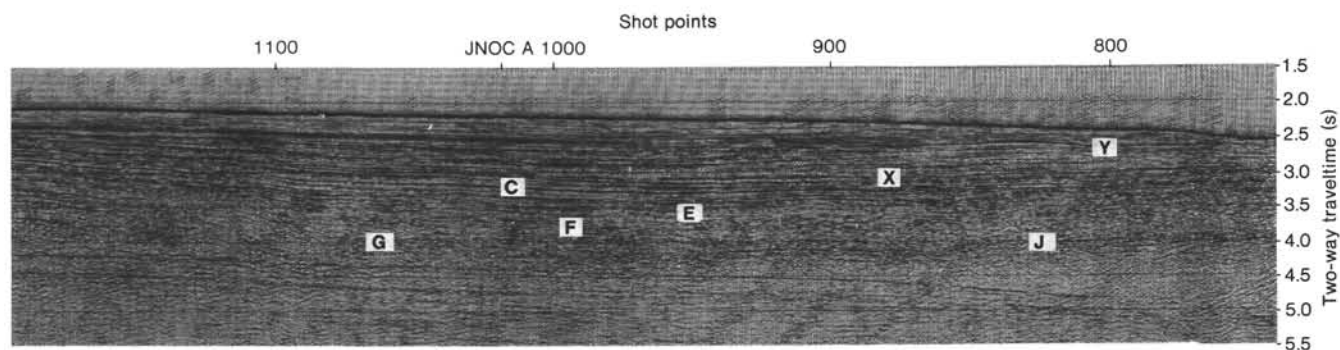 Shot points
1100 JNOC A 1000 900 800
1.5
2.0
2.5
3.0
3.5
4.0
4.5
5.0
5.5
Two-way traveltime (s)
Y
X
C
E
F
G
J